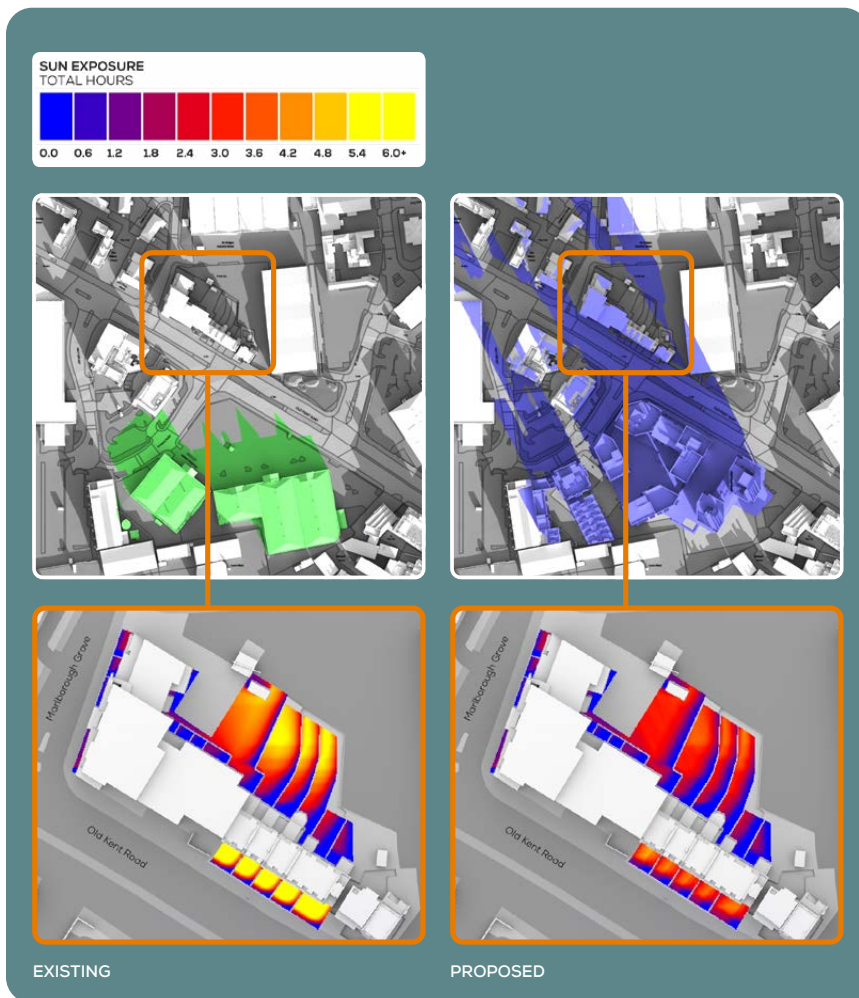 SUN EXPOSURE
TOTAL HOURS
0.0 0.6 1.2 1.8 2.4 3.0 3.6 4.2 4.8 5.4 6.0+
Marlborough Grove
Old Kent Road
Marlborough Grove
Old Kent Road
EXISTING
PROPOSED